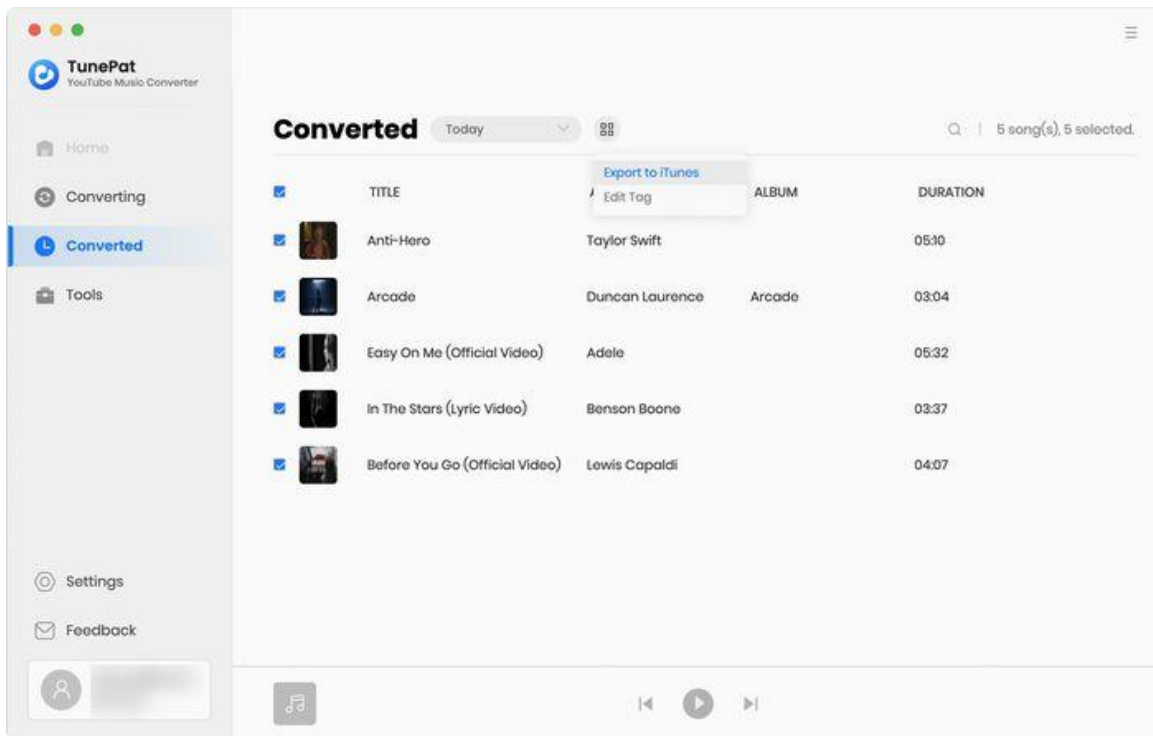 TunePat
YouTube Music Converter
Home
Converting
Converted
Tools
Settings
Feedback
Converted
Today
5 song(s), 5 selected.
Export to iTunes
Edit Tag
TITLE ALBUM DURATION
Anti-Hero Taylor Swift 05:10
Arcade Duncan Laurence Arcade 03:04
Easy On Me (Official Video) Adele 05:32
In The Stars (Lyric Video) Benson Boone 03:37
Before You Go (Official Video) Lewis Capaldi 04:07